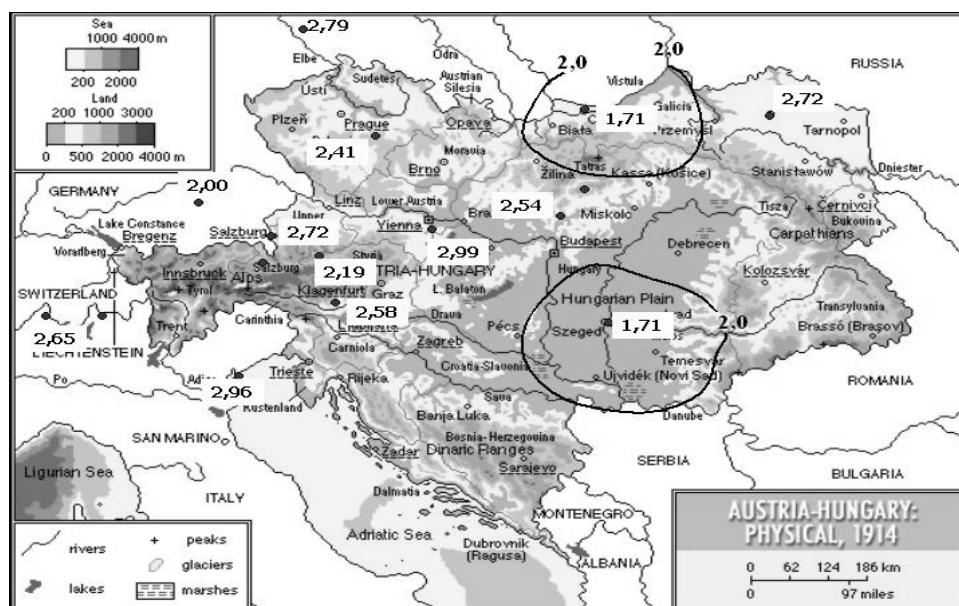 Sea
1000 4000 m
200 2000
Land
200 1000 3000
0 65 500 2000 4000 m
2,79
Elbe
Odra
2,0
2,0
Vistula
RUSSIA
Sudetes
Austrian
Silesia
Ústí
Galicia
2,72
Plzeň
Prague
Opava
1,71
Biała
Przemyśl
Tarnopol
2,41
Moravia
Brno
Tatras
Žilina
Kassa (Košice)
Stanisławów
Dniester
GERMANY
2,00
Linz
Lower Austria
2,54
Miskolc
Tisza
Černivci
Bukovina
Lake Constance
Bregenz
Vorarlberg
Salzburg
Upper
2,72
Vienna
Budapest
Debrecen
Carpathians
Innsbruck
Alps
Salzburg
2,19
2,99
TRIA-HUNGARY
Hungary
Kolozsvár
Tyrol
Klagenfurt
Graz
L. Balaton
SWITZERLAND
2,58
Drava
Hungarian Plain
Transylvania
Trent
Carinthia
Pécs
Szeged
1,71
2,0
Brassó (Braşov)
2,65
LIECHTENSTEIN
Carniola
Zagreb
Temesvár
Po
Trieste
Croatia-Slavonia
Ujvidék (Novi Sad)
2,96
Rijeka
Kustenland
Sava
Danube
ROMANIA
Banja Luka
SAN MARINO
Bosnia-Herzegovina
Zadar
Dinaric Ranges
SERBIA
Ligurian Sea
Sarajevo
BULGARIA
ITALY
Dalmatia
MONTENEGRO
AUSTRIA-HUNGARY:
PHYSICAL, 1914
rivers
peaks
Adriatic Sea
glaciers
Dubrovnik
(Ragusa)
ALBANIA
0 62 124 186 km
lakes
marshes
0 97 miles